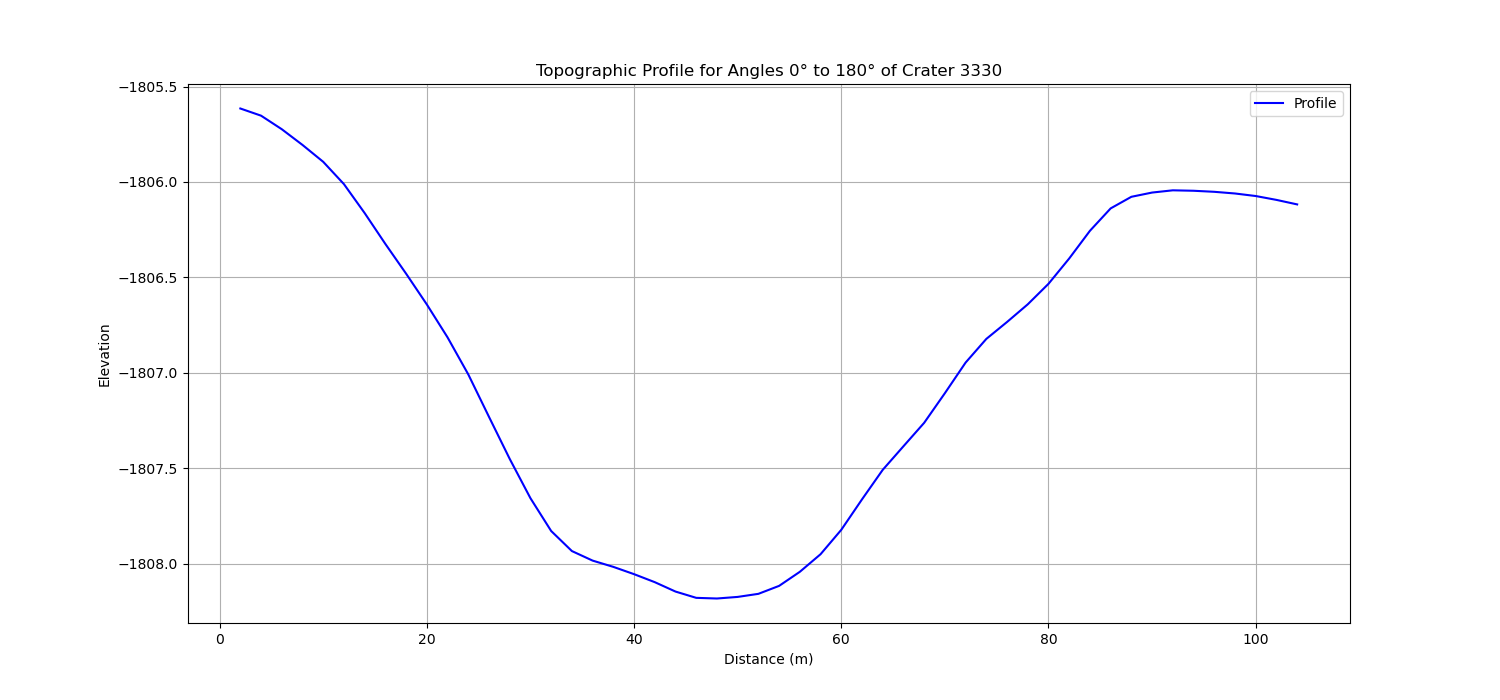 Topographic Profile for Angles 0° to 180° of Crater 3330
Profile
−1805.5
−1806.0
−1806.5
−1807.0
−1807.5
−1808.0
Elevation
0 20 40 60 80 100
Distance (m)